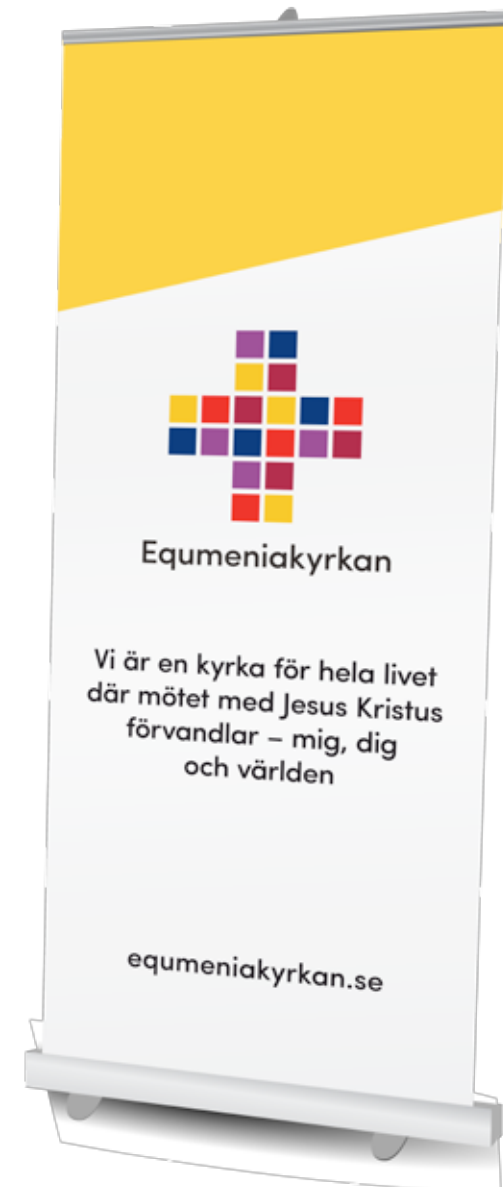 Equmeniakyrkan
Vi är en kyrka för hela livet
där mötet med Jesus Kristus
förvandlar – mig, dig
och världen
equmeniakyrkan.se